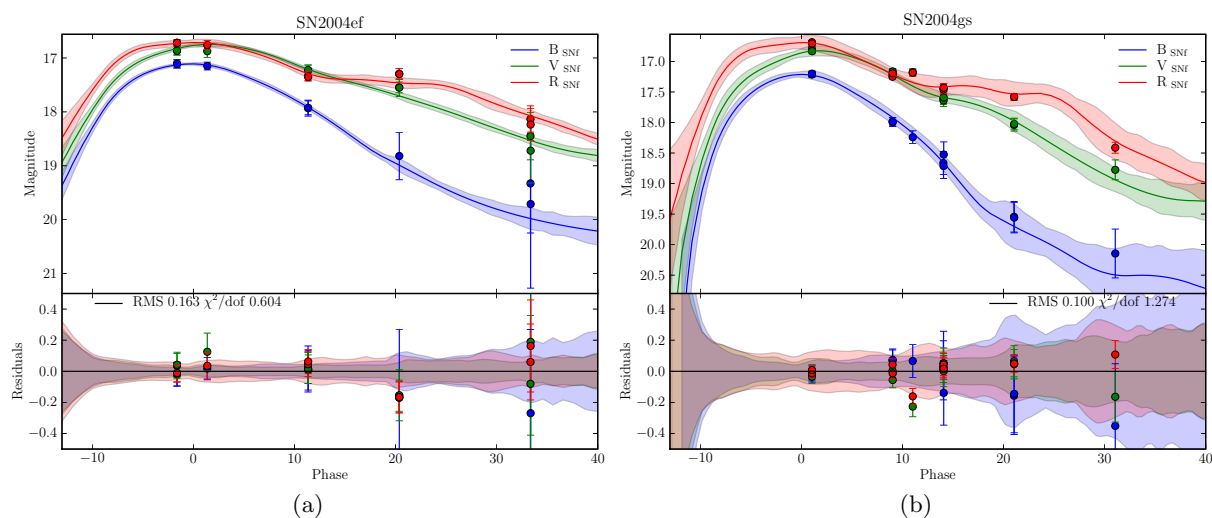 SN2004ef
SN2004gs
B SNf
V SNf
R SNf
B SNf
V SNf
R SNf
17
18
19
20
21
Magnitude
17.0
17.5
18.0
18.5
19.0
19.5
20.0
20.5
Magnitude
RMS 0.163 χ²/dof 0.604
RMS 0.100 χ²/dof 1.274
0.4
0.2
0.0
−0.2
−0.4
Residuals
0.4
0.2
0.0
−0.2
−0.4
Residuals
−10 0 10 20 30 40
−10 0 10 20 30 40
Phase
Phase
(a)
(b)